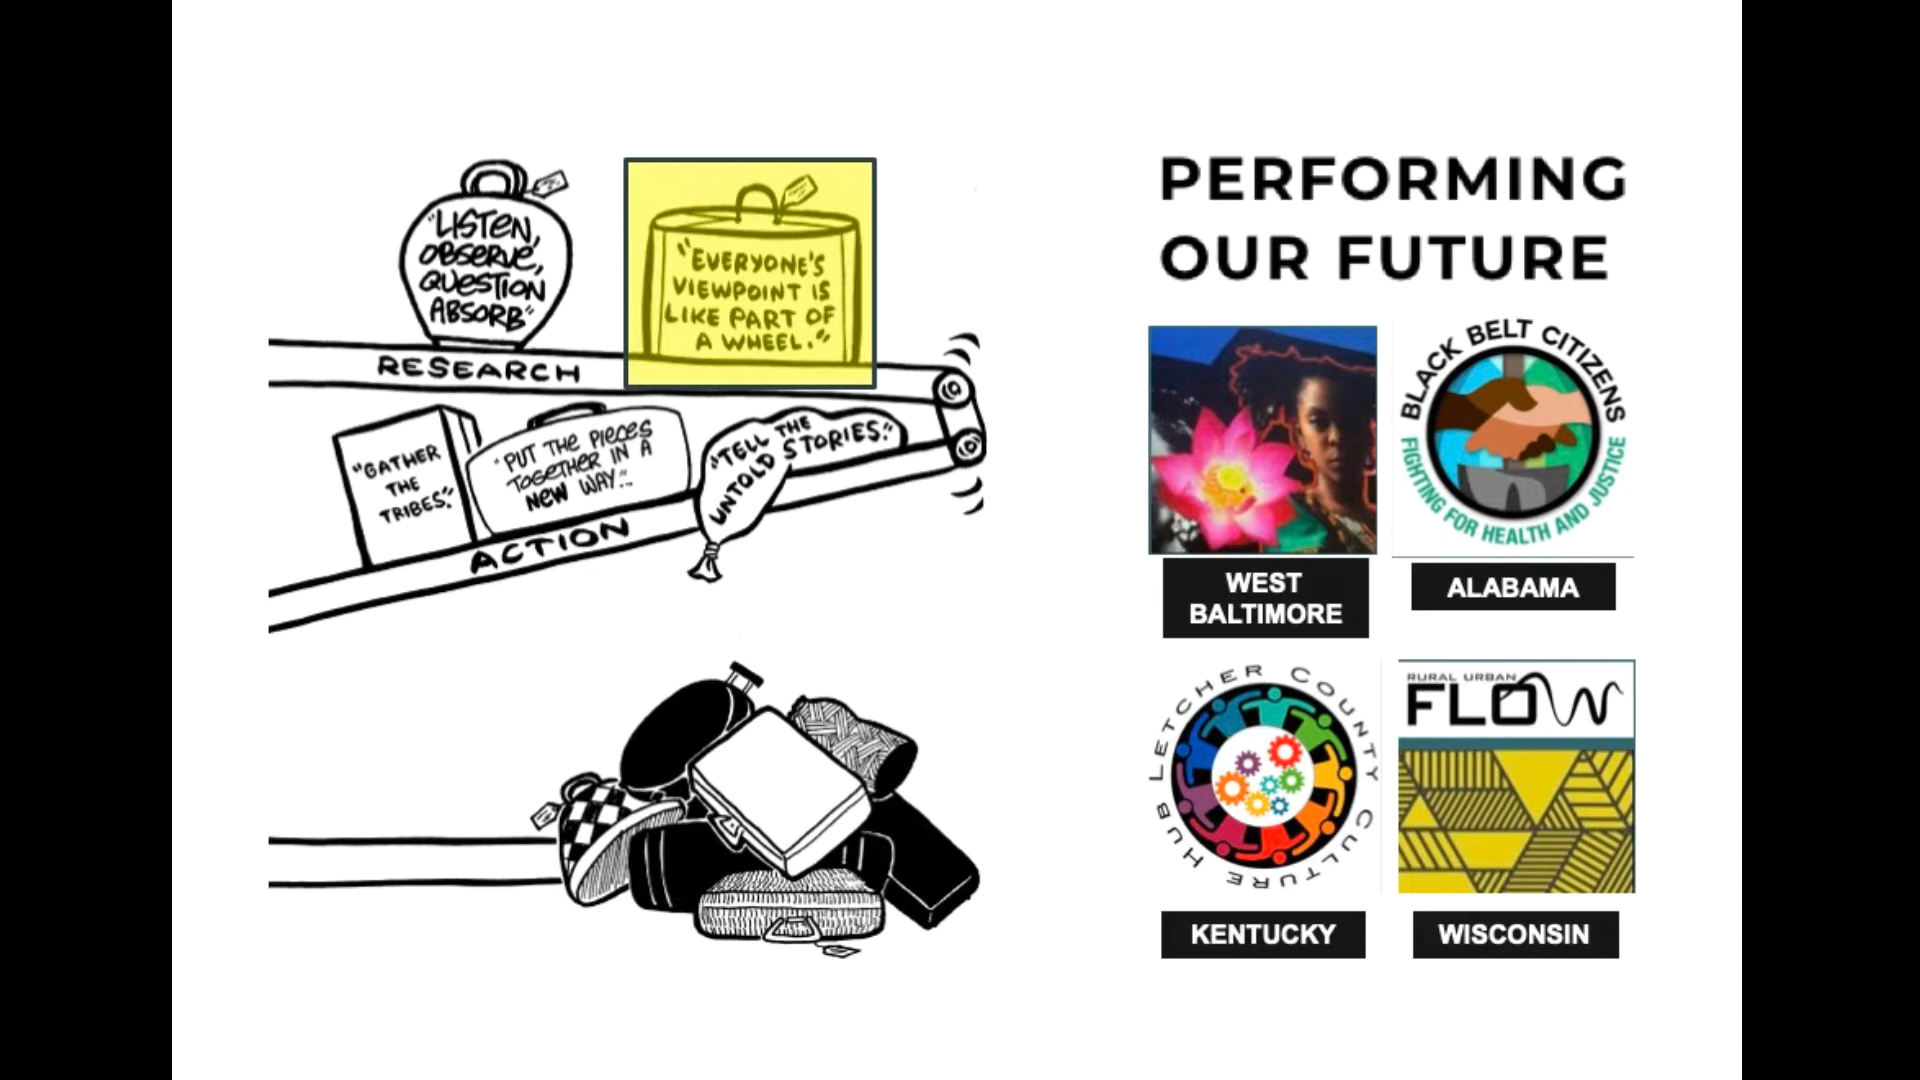 "LISTEN,
OBSERVE,
QUESTION
ABSORB"
"EVERYONE'S
VIEWPOINT IS
LIKE PART OF
A WHEEL."
RESEARCH
"GATHER
THE
TRIBES."
"PUT THE PIECES
TOGETHER IN A
NEW WAY..."
"TELL THE
UNTOLD STORIES."
ACTION
PERFORMING
OUR FUTURE
BLACK BELT CITIZENS
FIGHTING FOR HEALTH AND JUSTICE
WEST
BALTIMORE
ALABAMA
LETCHER COUNTY CULTURE HUB
RURAL URBAN
FLOW
KENTUCKY
WISCONSIN